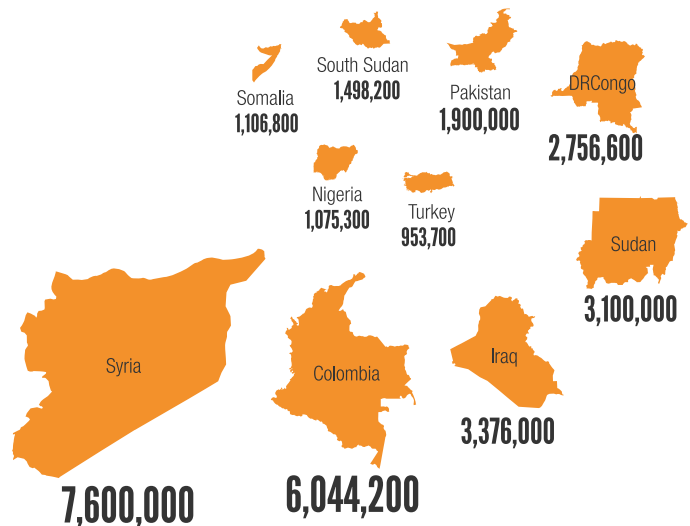 Somalia
1,106,800
South Sudan
1,498,200
Pakistan
1,900,000
DRCongo
2,756,600
Nigeria
1,075,300
Turkey
953,700
Sudan
3,100,000
Syria
7,600,000
Colombia
6,044,200
Iraq
3,376,000